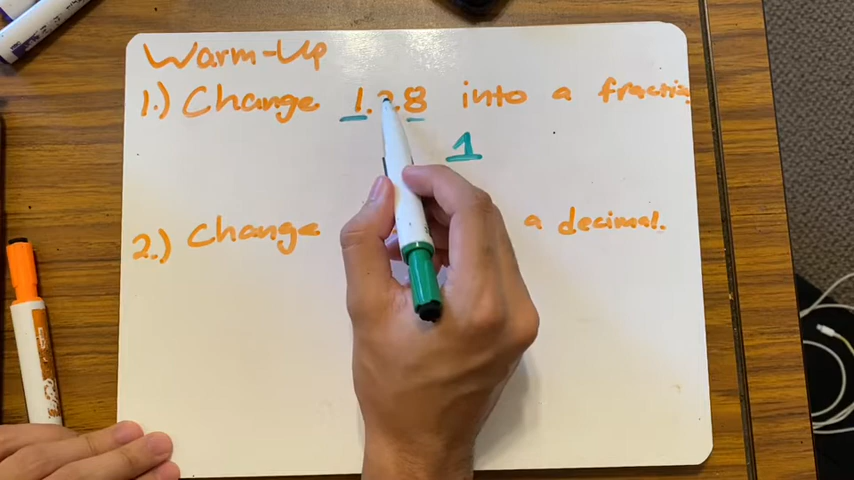 Warm-Up
1.) Change 1.28 into a fraction
1
2.) Change a decimal.